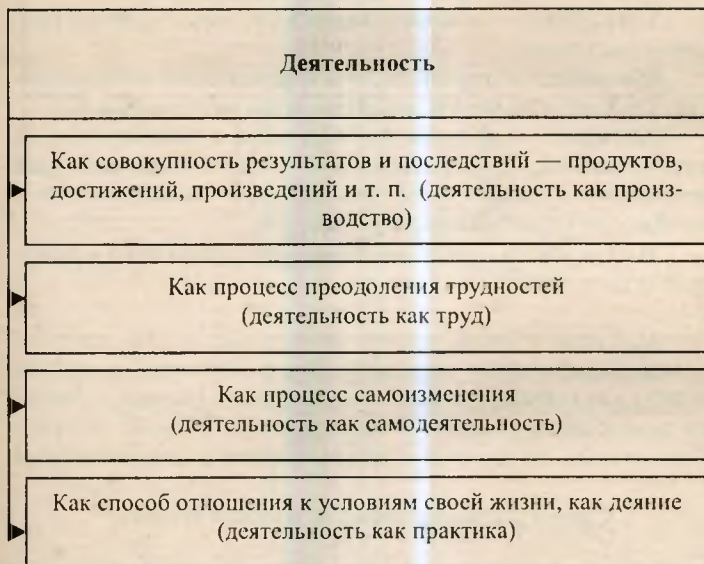 Деятельность
Как совокупность результатов и последствий — продуктов,
достижений, произведений и т. п. (деятельность как произ-
водство)
Как процесс преодоления трудностей
(деятельность как труд)
Как процесс самоизменения
(деятельность как самодеятельность)
Как способ отношения к условиям своей жизни, как деяние
(деятельность как практика)